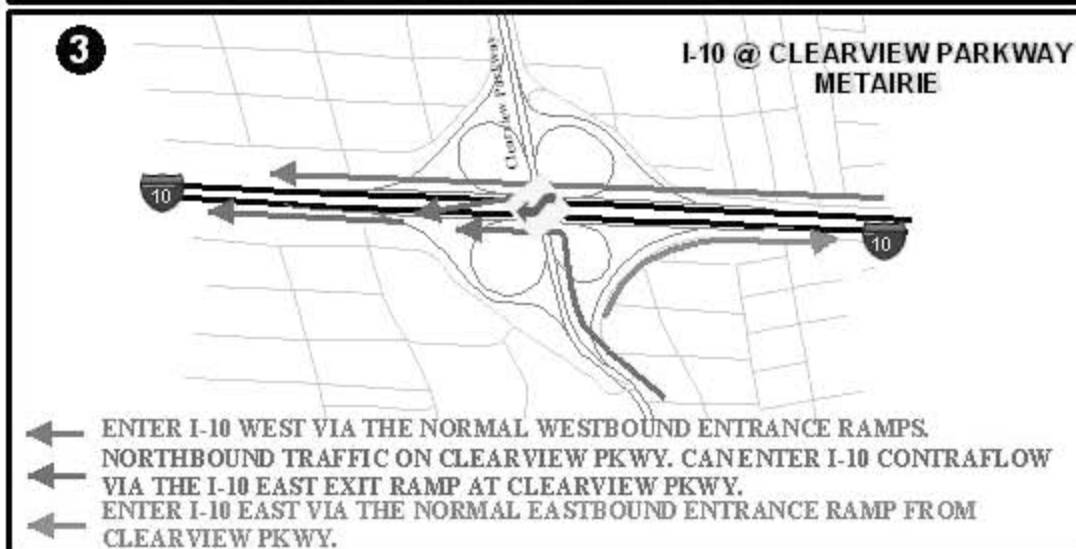 3
I-10 @ CLEARVIEW PARKWAY
METAIRIE
Clearview Parkway
10
10
ENTER I-10 WEST VIA THE NORMAL WESTBOUND ENTRANCE RAMPS.
NORTHBOUND TRAFFIC ON CLEARVIEW PKWY. CANENTER I-10 CONTRAFLOW
VIA THE I-10 EAST EXIT RAMP AT CLEARVIEW PKWY.
ENTER I-10 EAST VIA THE NORMAL EASTBOUND ENTRANCE RAMP FROM
CLEARVIEW PKWY.